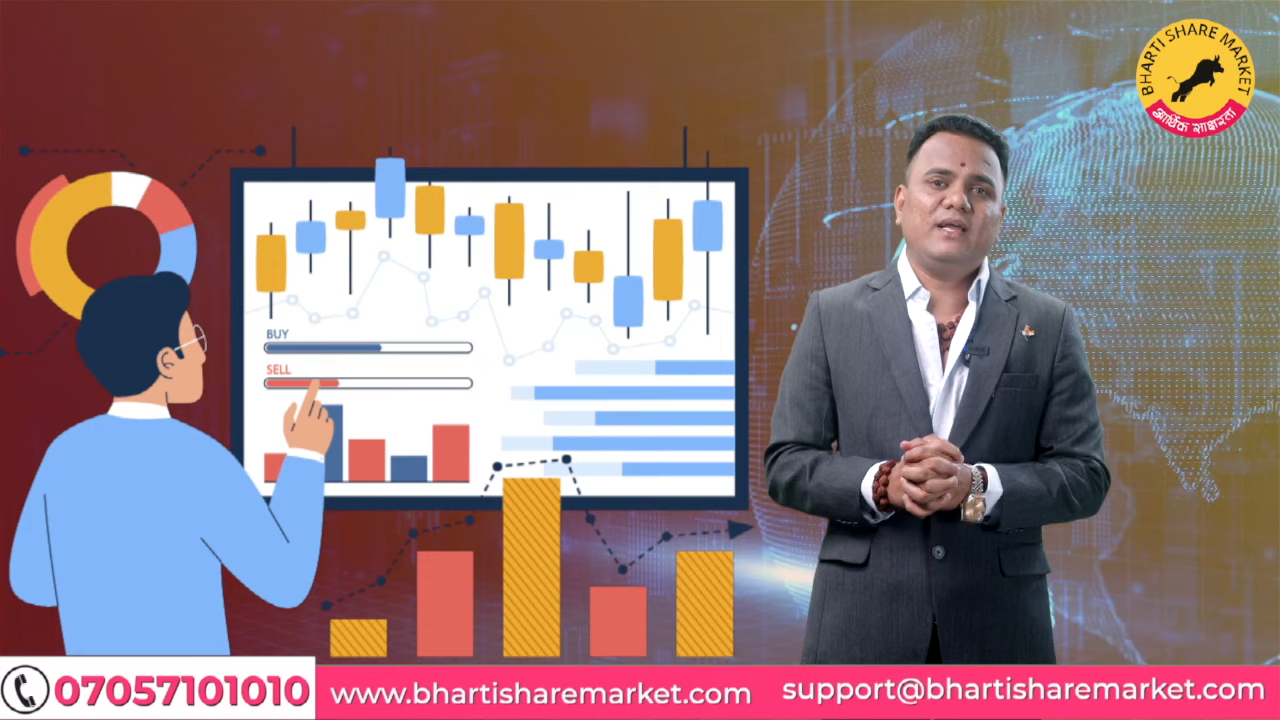 BHARTI SHARE MARKET
आर्थिक साक्षरता
BUY
SELL
07057101010
www.bhartisharemarket.com
support@bhartisharemarket.com